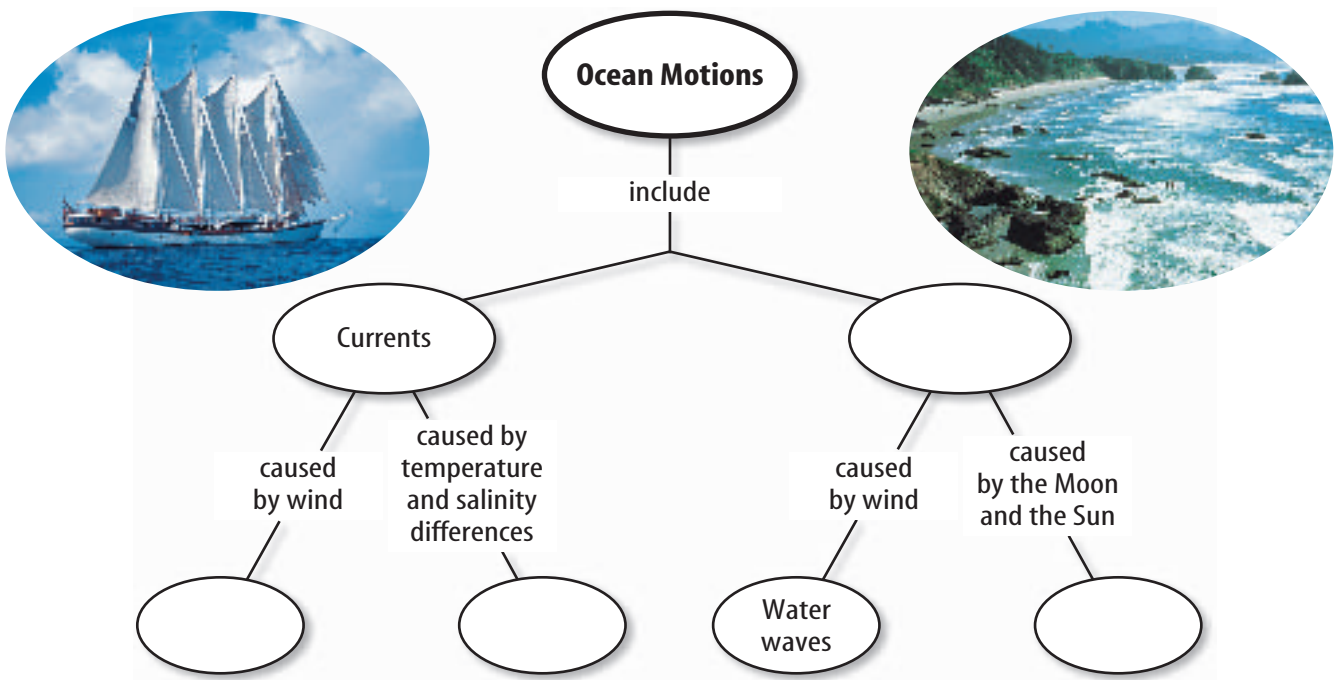 Ocean Motions
include
Currents
caused
by wind
caused by
temperature
and salinity
differences
caused
by wind
caused
by the Moon
and the Sun
Water
waves